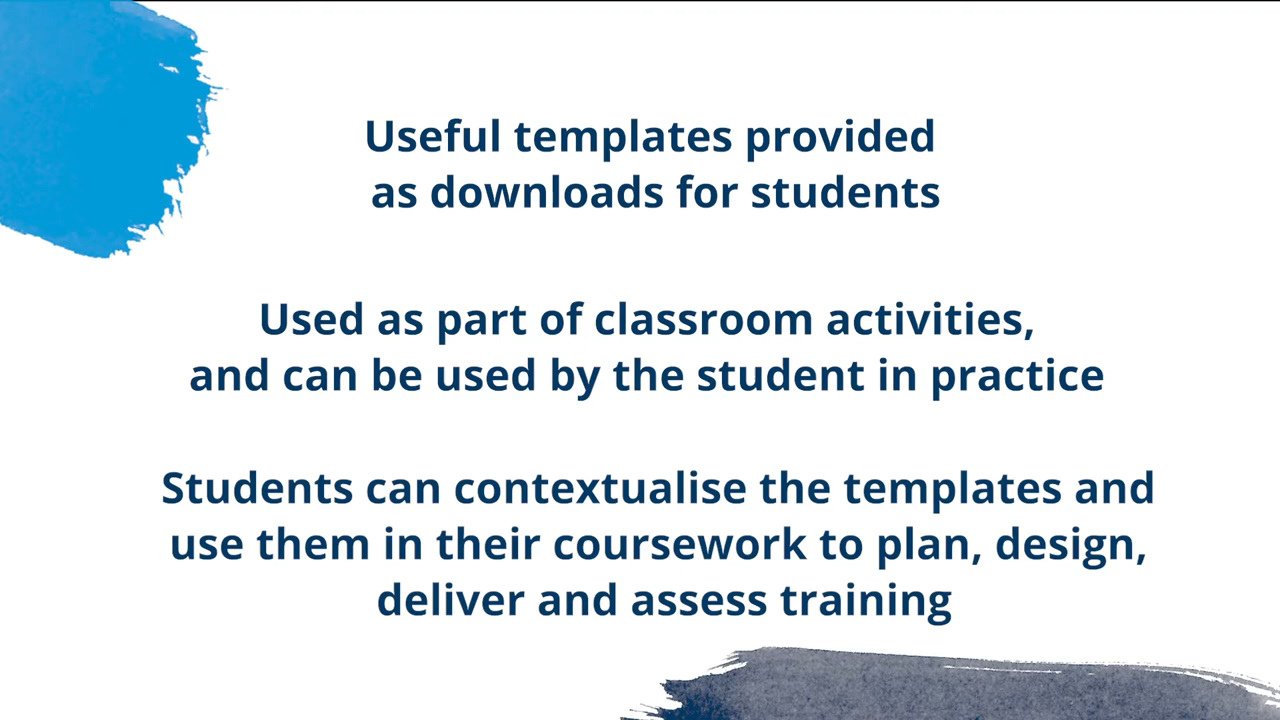 Useful templates provided
as downloads for students
Used as part of classroom activities,
and can be used by the student in practice
Students can contextualise the templates and
use them in their coursework to plan, design,
deliver and assess training